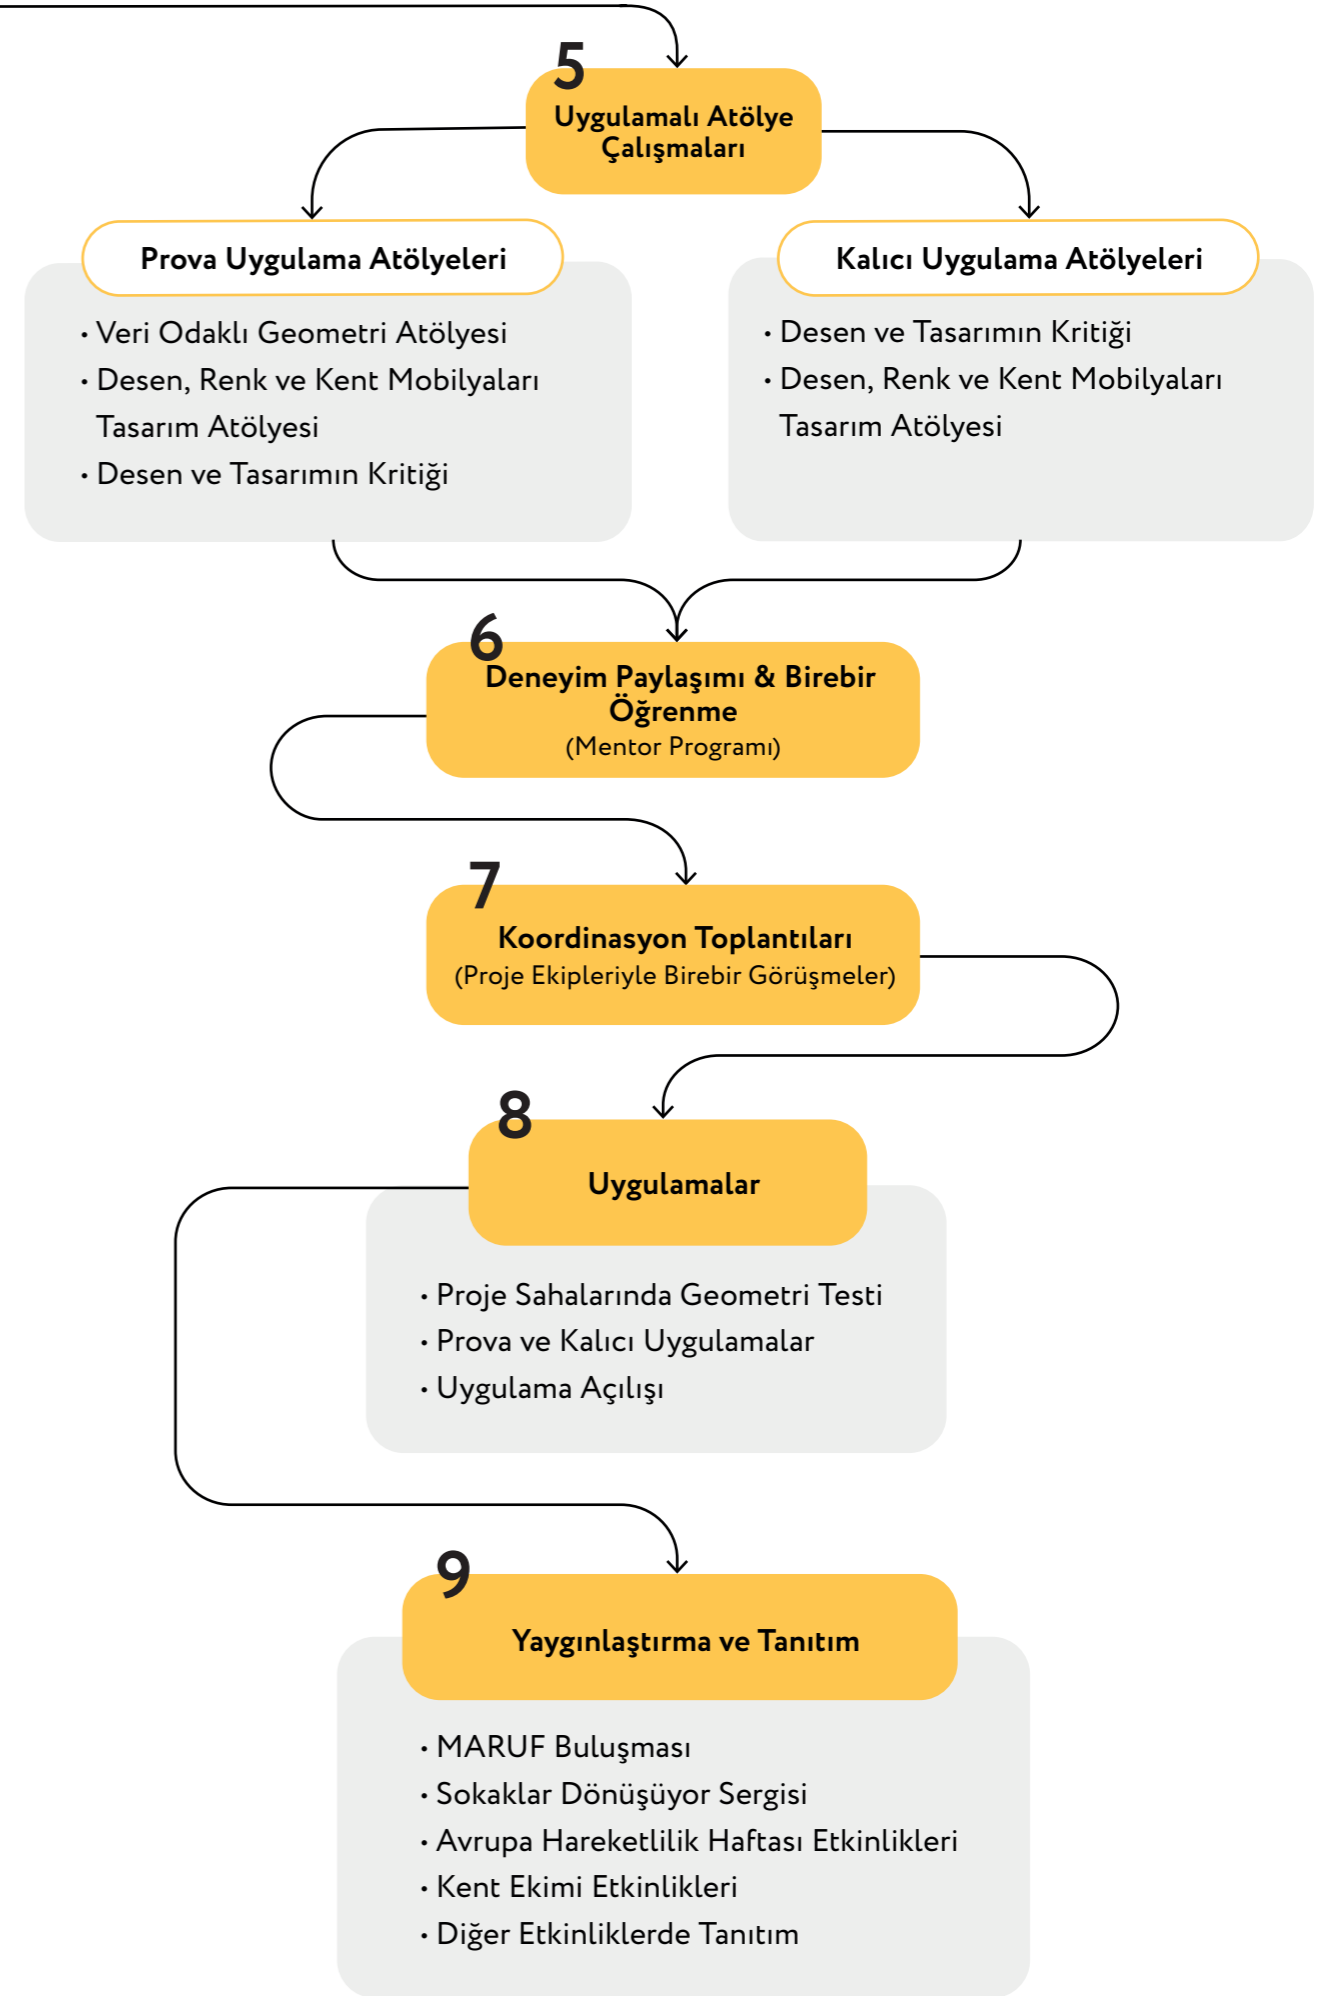 5
Uygulamalı Atölye
Çalışmaları
Prova Uygulama Atölyeleri
• Veri Odaklı Geometri Atölyesi
• Desen, Renk ve Kent Mobilyaları
Tasarım Atölyesi
• Desen ve Tasarımın Kritiği
Kalıcı Uygulama Atölyeleri
• Desen ve Tasarımın Kritiği
• Desen, Renk ve Kent Mobilyaları
Tasarım Atölyesi
6
Deneyim Paylaşımı & Birebir
Öğrenme
(Mentor Programı)
7
Koordinasyon Toplantıları
(Proje Ekipleriyle Birebir Görüşmeler)
8
Uygulamalar
• Proje Sahalarında Geometri Testi
• Prova ve Kalıcı Uygulamalar
• Uygulama Açılışı
9
Yaygınlaştırma ve Tanıtım
• MARUF Buluşması
• Sokaklar Dönüşüyor Sergisi
• Avrupa Hareketlilik Haftası Etkinlikleri
• Kent Ekimi Etkinlikleri
• Diğer Etkinliklerde Tanıtım